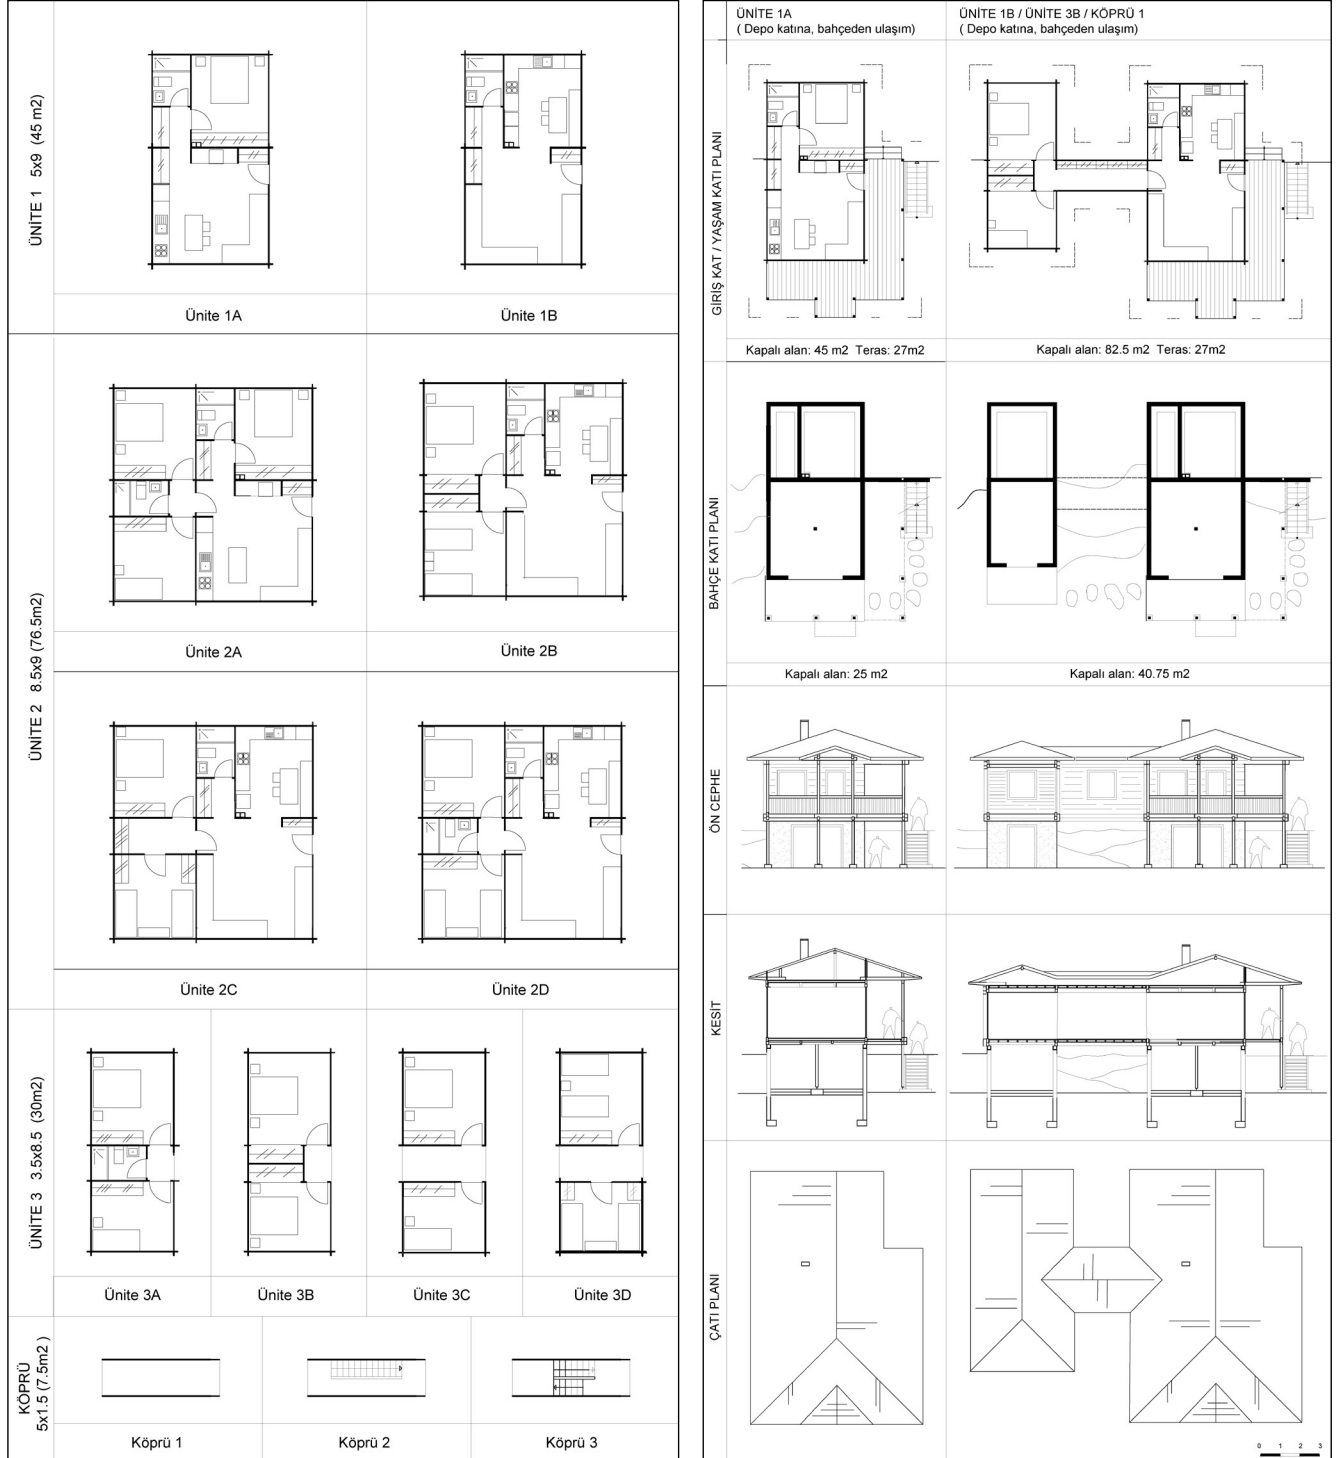 ÜNİTE 1 5x9 (45 m2)
Ünite 1A
Ünite 1B
ÜNİTE 2 8.5x9 (76.5m2)
Ünite 2A
Ünite 2B
Ünite 2C
Ünite 2D
ÜNİTE 3 3.5x8.5 (30m2)
Ünite 3A
Ünite 3B
Ünite 3C
Ünite 3D
KÖPRÜ
5x1.5 (7.5m2 )
Köprü 1
Köprü 2
Köprü 3
ÜNİTE 1A
( Depo katına, bahçeden ulaşım)
ÜNİTE 1B / ÜNİTE 3B / KÖPRÜ 1
( Depo katına, bahçeden ulaşım)
GİRİŞ KAT / YAŞAM KATI PLANI
Kapalı alan: 45 m2 Teras: 27m2
Kapalı alan: 82.5 m2 Teras: 27m2
BAHÇE KATI PLANI
Kapalı alan: 25 m2
Kapalı alan: 40.75 m2
ÖN CEPHE
KESİT
ÇATI PLANI
0 1 2 3